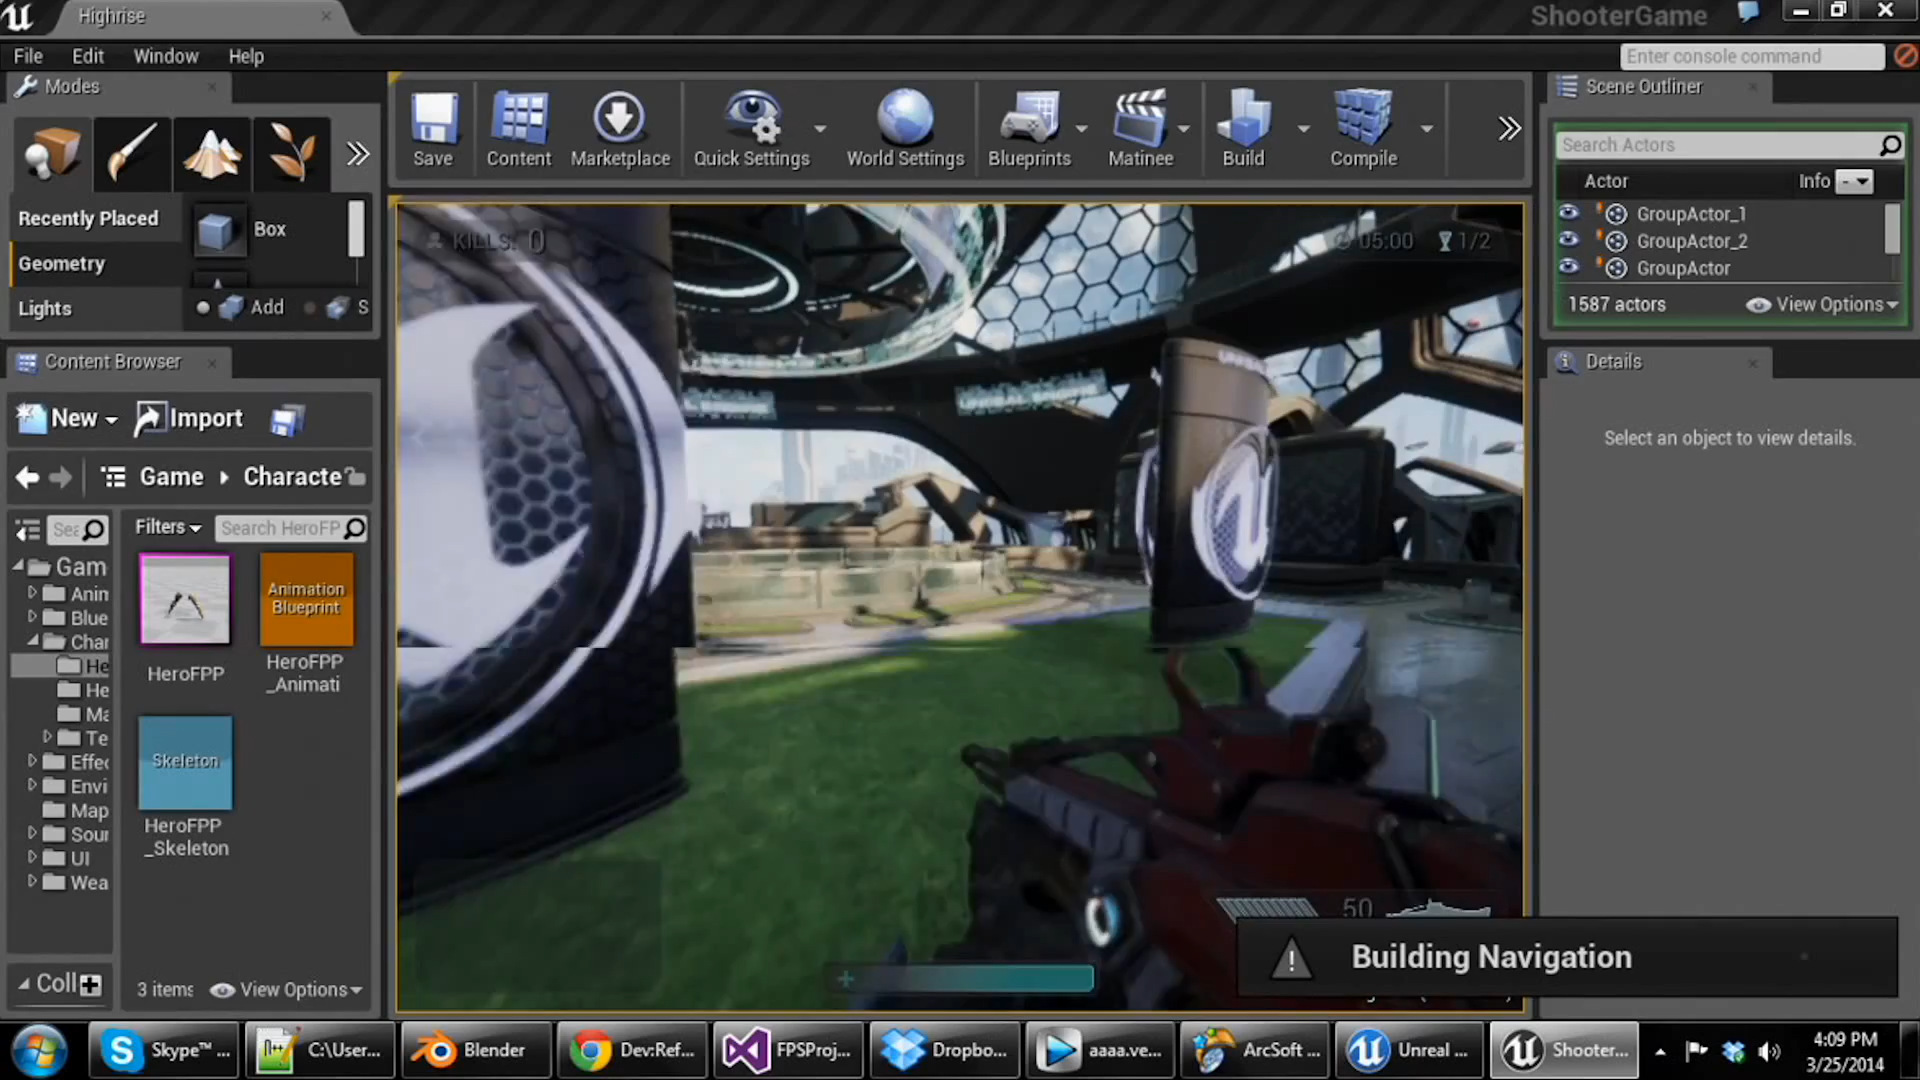 Highrise
ShooterGame
File Edit Window Help
Enter console command
Modes
Save
Content
Marketplace
Quick Settings
World Settings
Blueprints
Matinee
Build
Compile
Scene Outliner
Search Actors
Actor
Info
-
GroupActor_1
GroupActor_2
GroupActor
1587 actors
View Options
Recently Placed
Geometry
Lights
Box
Add
S
Content Browser
New
Import
Game
Characte
Sea
Filters
Search HeroFP
Gam
Anim
Blue
Char
He
He
Ma
Te
Effec
Envi
Map
Sour
UI
Wea
Coll
Animation
Blueprint
HeroFPP
HeroFPP
_Animati
Skeleton
HeroFPP
_Skeleton
3 items
View Options
KILLS: 0
05:00
1/2
50
Details
Select an object to view details.
Building Navigation
Skype™ ...
C:\User...
Blender
Dev:Ref...
FPSProj...
Dropbo...
aaaa.ve...
ArcSoft ...
Unreal ...
Shooter...
4:09 PM
3/25/2014